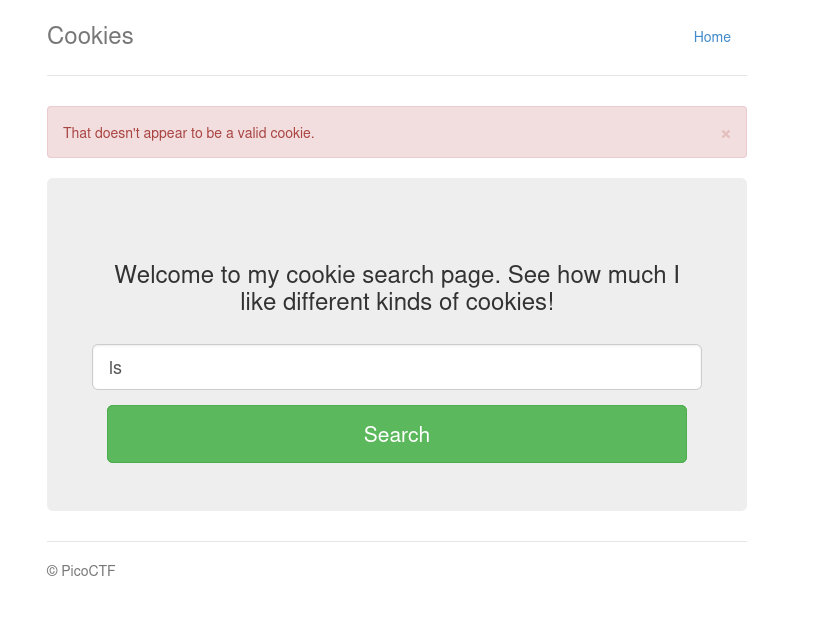 Cookies
Home
That doesn't appear to be a valid cookie.
×
Welcome to my cookie search page. See how much I
like different kinds of cookies!
ls
Search
© PicoCTF